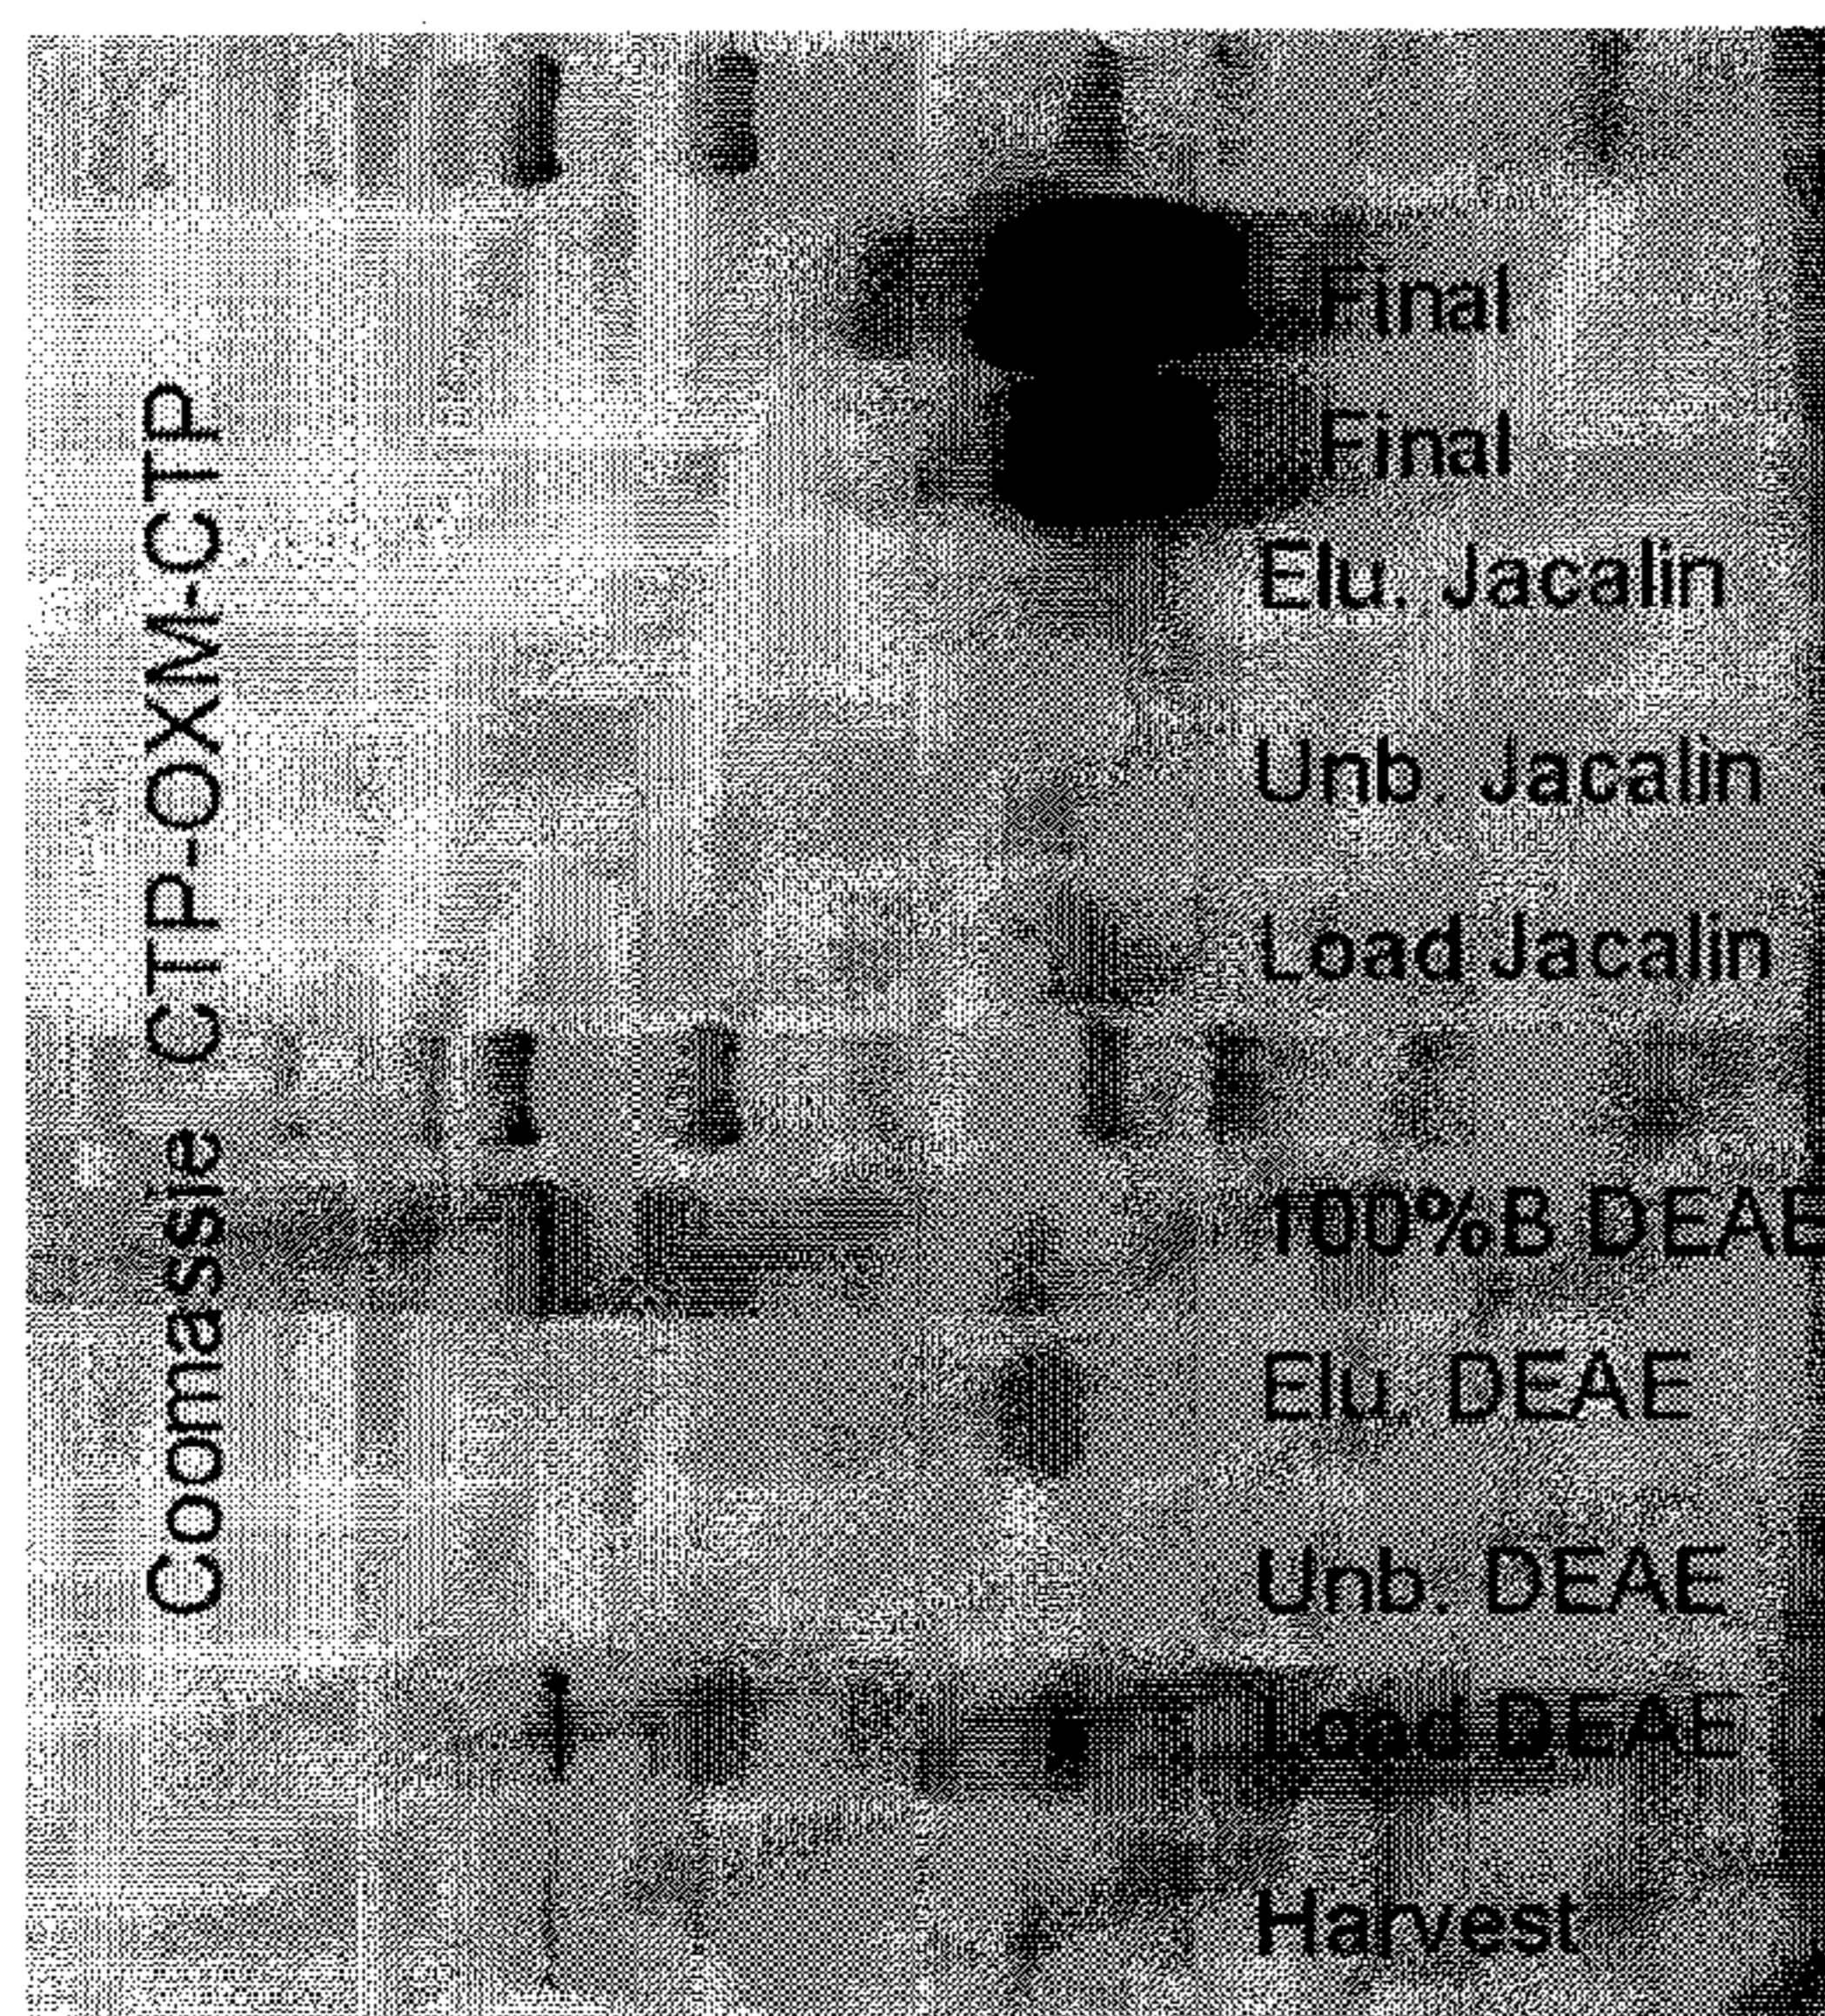 Coomassie CTP-OXM-CTP
Final
Final
Elu. Jacalin
Unb. Jacalin
Load Jacalin
100%B DEAE
Elu. DEAE
Unb. DEAE
Load DEAE
Harvest